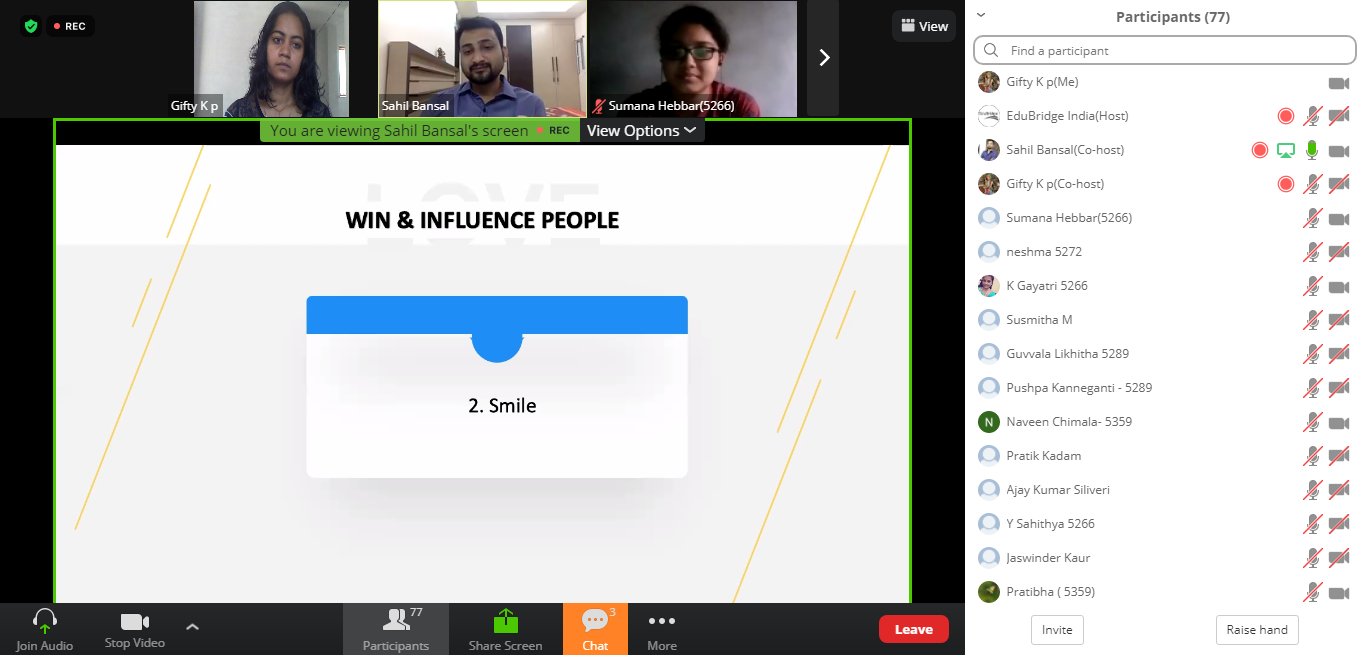 REC
View
Gifty K p
Sahil Bansal
Sumana Hebbar(5266)
You are viewing Sahil Bansal's screen
REC
View Options
LOVE
WIN & INFLUENCE PEOPLE
2. Smile
Join Audio
Stop Video
77
Participants
Share Screen
3
Chat
More
Leave
Participants (77)
Find a participant
Gifty K p(Me)
EduBridge India(Host)
Sahil Bansal(Co-host)
Gifty K p(Co-host)
Sumana Hebbar(5266)
neshma 5272
K Gayatri 5266
Susmitha M
Guvvala Likhitha 5289
Pushpa Kanneganti - 5289
N
Naveen Chimala- 5359
Pratik Kadam
Ajay Kumar Siliveri
Y Sahithya 5266
Jaswinder Kaur
Pratibha ( 5359)
Invite
Raise hand